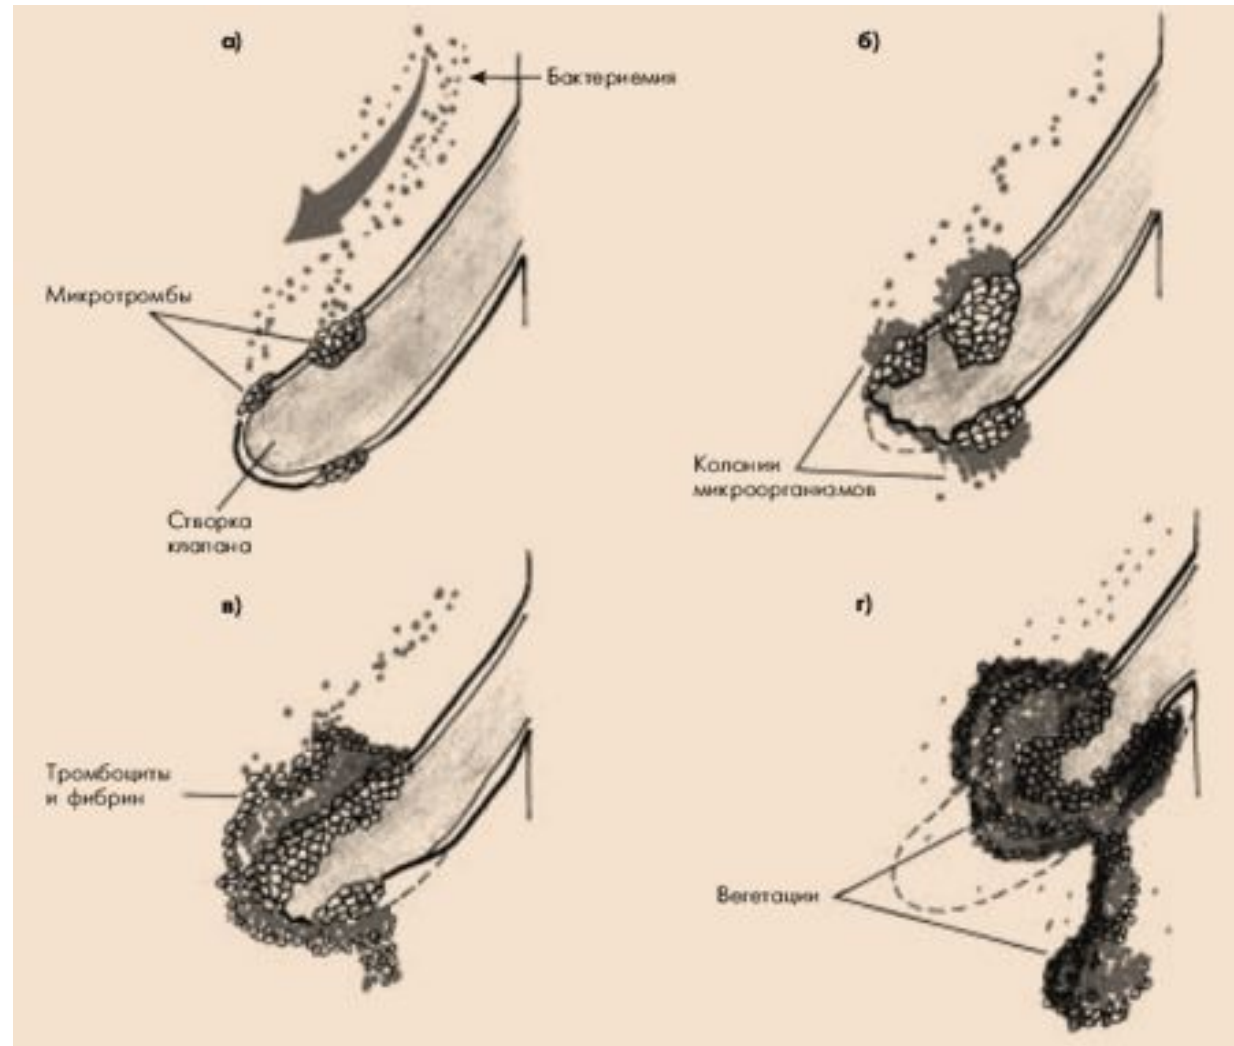 а)
Бактериемия
Микротромбы
Створка
клапана
б)
Колонии
микроорганизмов
в)
Тромбоциты
и фибрин
г)
Вегетации